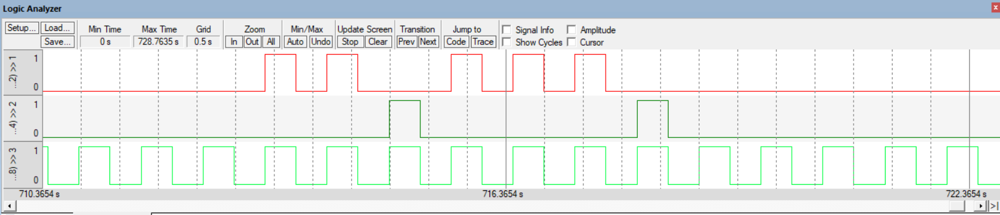 Logic Analyzer
Setup... Load... Min Time Max Time Grid Zoom Min/Max Update Screen Transition Jump to Signal Info Amplitude
Save... 0 s 728.7635 s 0.5 s In Out All Auto Undo Stop Clear Prev Next Code Trace Show Cycles Cursor
...2) >> 1
1
0
...4) >> 2
1
0
...8) >> 3
1
0
710.3654 s 716.3654 s 722.3654 s
>|